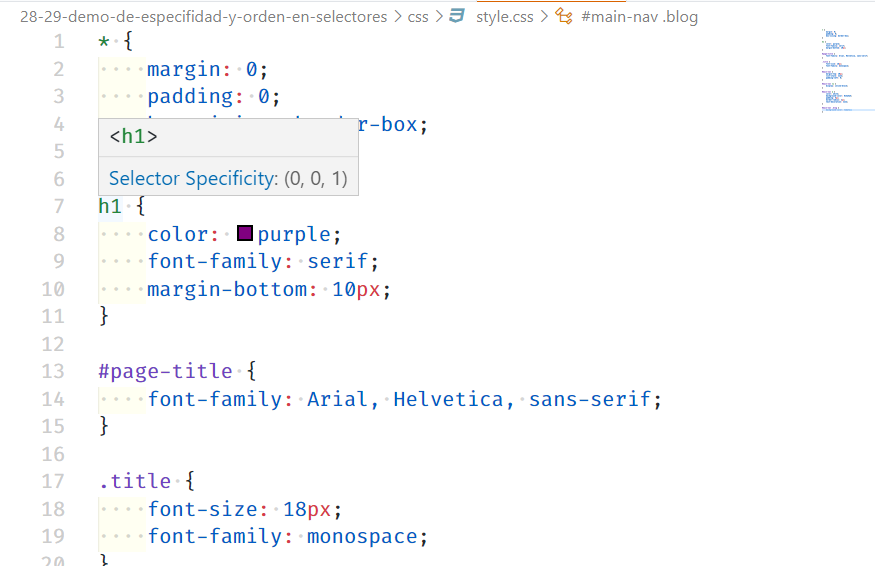 28-29-demo-de-especifidad-y-orden-en-selectores > css > style.css > #main-nav .blog
1 * {
2 margin: 0;
3 padding: 0;
4 r-box;
<h1>
5
Selector Specificity: (0, 0, 1)
6
7 h1 {
8 color: purple;
9 font-family: serif;
10 margin-bottom: 10px;
11 }
12
13 #page-title {
14 font-family: Arial, Helvetica, sans-serif;
15 }
16
17 .title {
18 font-size: 18px;
19 font-family: monospace;
20 }